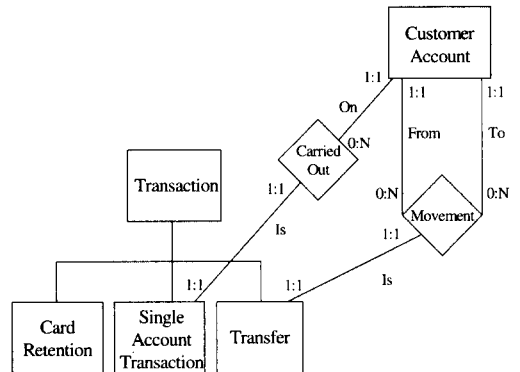 Customer
Account
1:1
1:1
1:1
On
From
To
0:N
Carried
Out
1:1
0:N
0:N
Transaction
Movement
1:1
Is
1:1
1:1
Is
Card
Retention
Single
Account
Transaction
Transfer